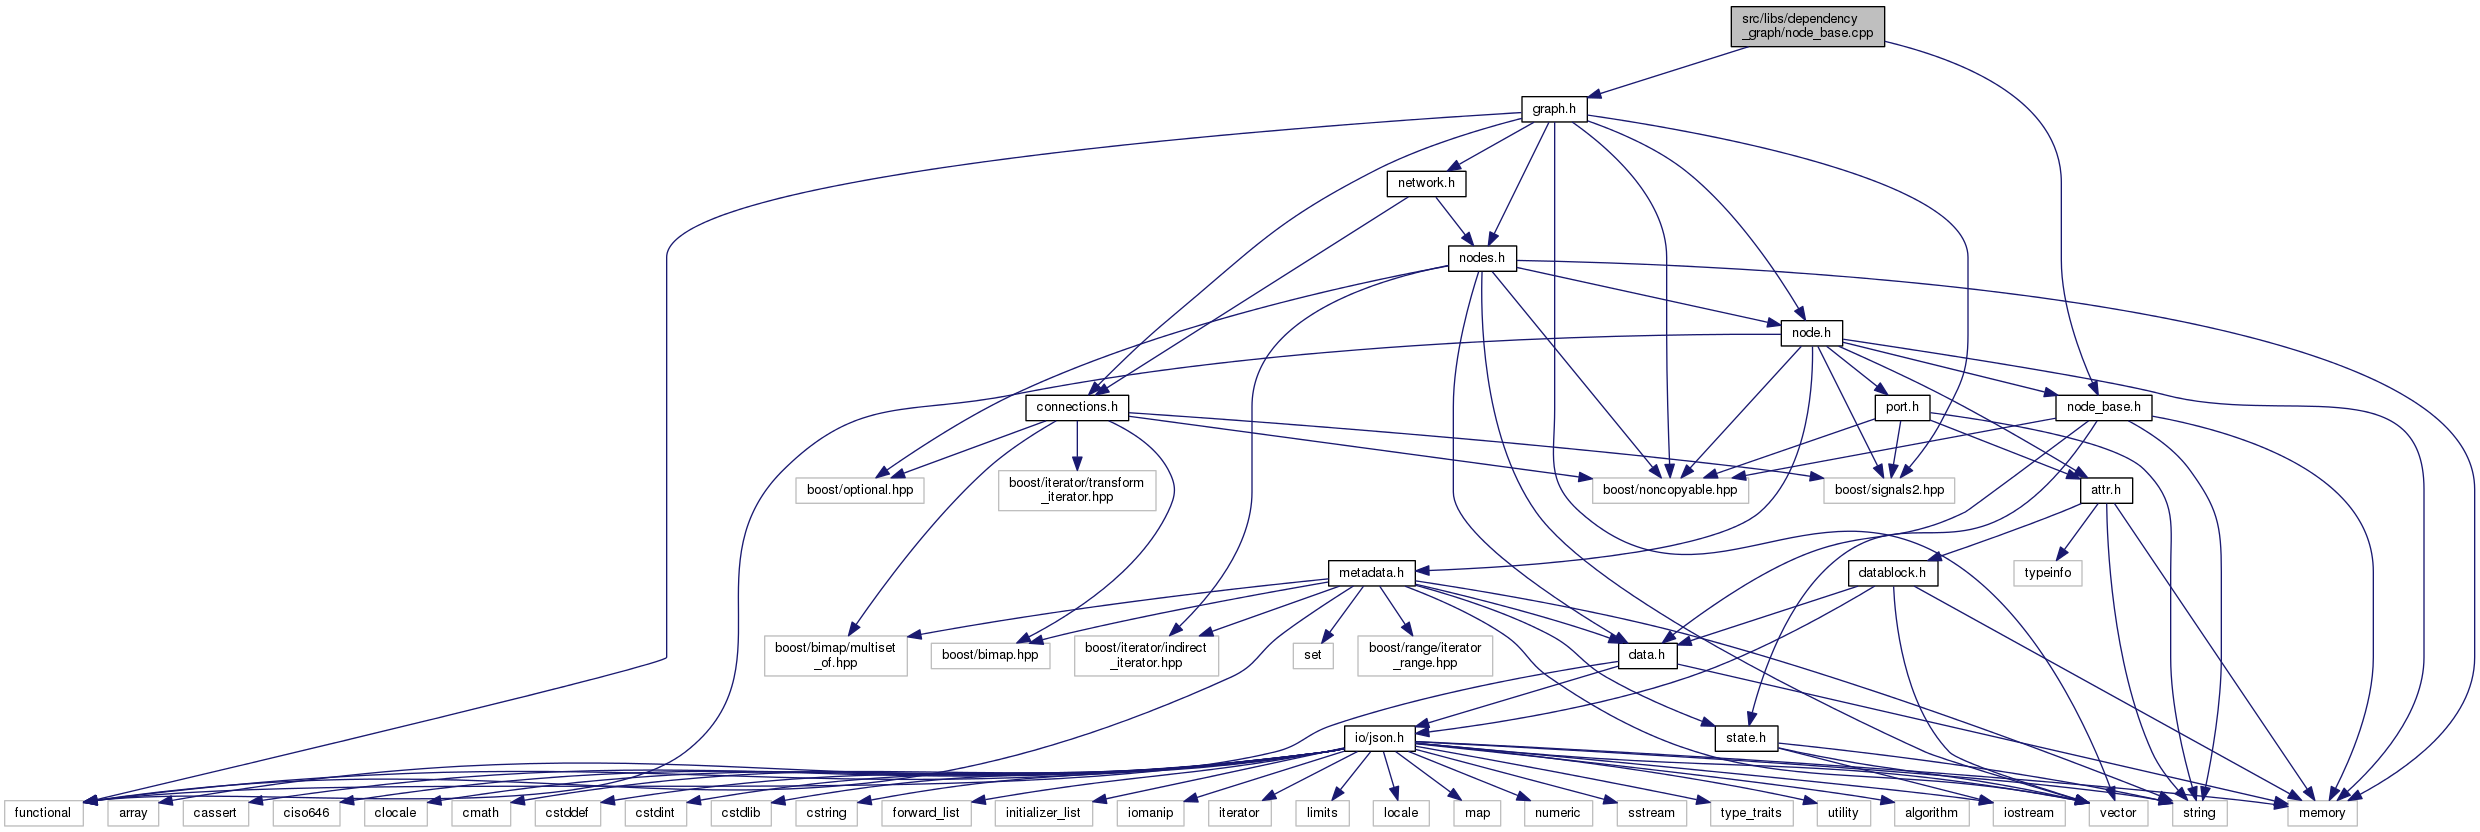 src/libs/dependency
_graph/node_base.cpp
graph.h
network.h
nodes.h
node.h
connections.h
port.h
node_base.h
boost/optional.hpp
boost/iterator/transform
_iterator.hpp
boost/noncopyable.hpp
boost/signals2.hpp
attr.h
metadata.h
datablock.h
typeinfo
boost/bimap/multiset
_of.hpp
boost/bimap.hpp
boost/iterator/indirect
_iterator.hpp
set
boost/range/iterator
_range.hpp
data.h
io/json.h
state.h
functional
array
cassert
ciso646
clocale
cmath
cstddef
cstdint
cstdlib
cstring
forward_list
initializer_list
iomanip
iterator
limits
locale
map
numeric
sstream
type_traits
utility
algorithm
iostream
vector
string
memory